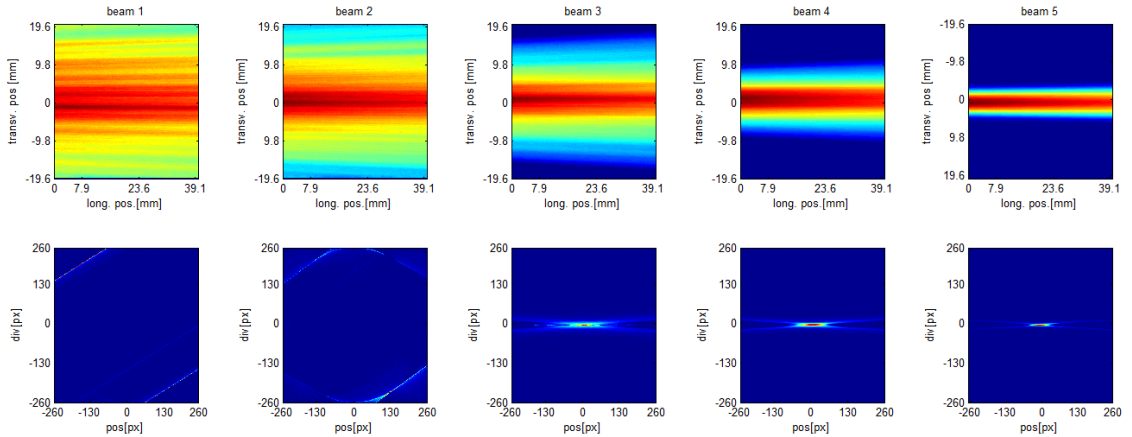 beam 1 beam 2 beam 3 beam 4 beam 5
19.6 19.6 19.6 19.6 -19.6
9.8 9.8 9.8 9.8 -9.8
0 0 0 0 0
-9.8 -9.8 -9.8 -9.8 9.8
-19.6 -19.6 -19.6 -19.6 19.6
transv. pos [mm] transv. pos [mm] transv. pos [mm] transv. pos [mm] transv. pos [mm]
0 7.9 23.6 39.1 0 7.9 23.6 39.1 0 7.9 23.6 39.1 0 7.9 23.6 39.1 0 7.9 23.6 39.1
long. pos.[mm] long. pos.[mm] long. pos.[mm] long. pos.[mm] long. pos.[mm]
260 260 260 260 260
130 130 130 130 130
0 0 0 0 0
-130 -130 -130 -130 -130
-260 -260 -260 -260 -260
div[px] div[px] div[px] div[px] div[px]
-260 -130 0 130 260 -260 -130 0 130 260 -260 -130 0 130 260 -260 -130 0 130 260 -260 -130 0 130 260
pos[px] pos[px] pos[px] pos[px] pos[px]